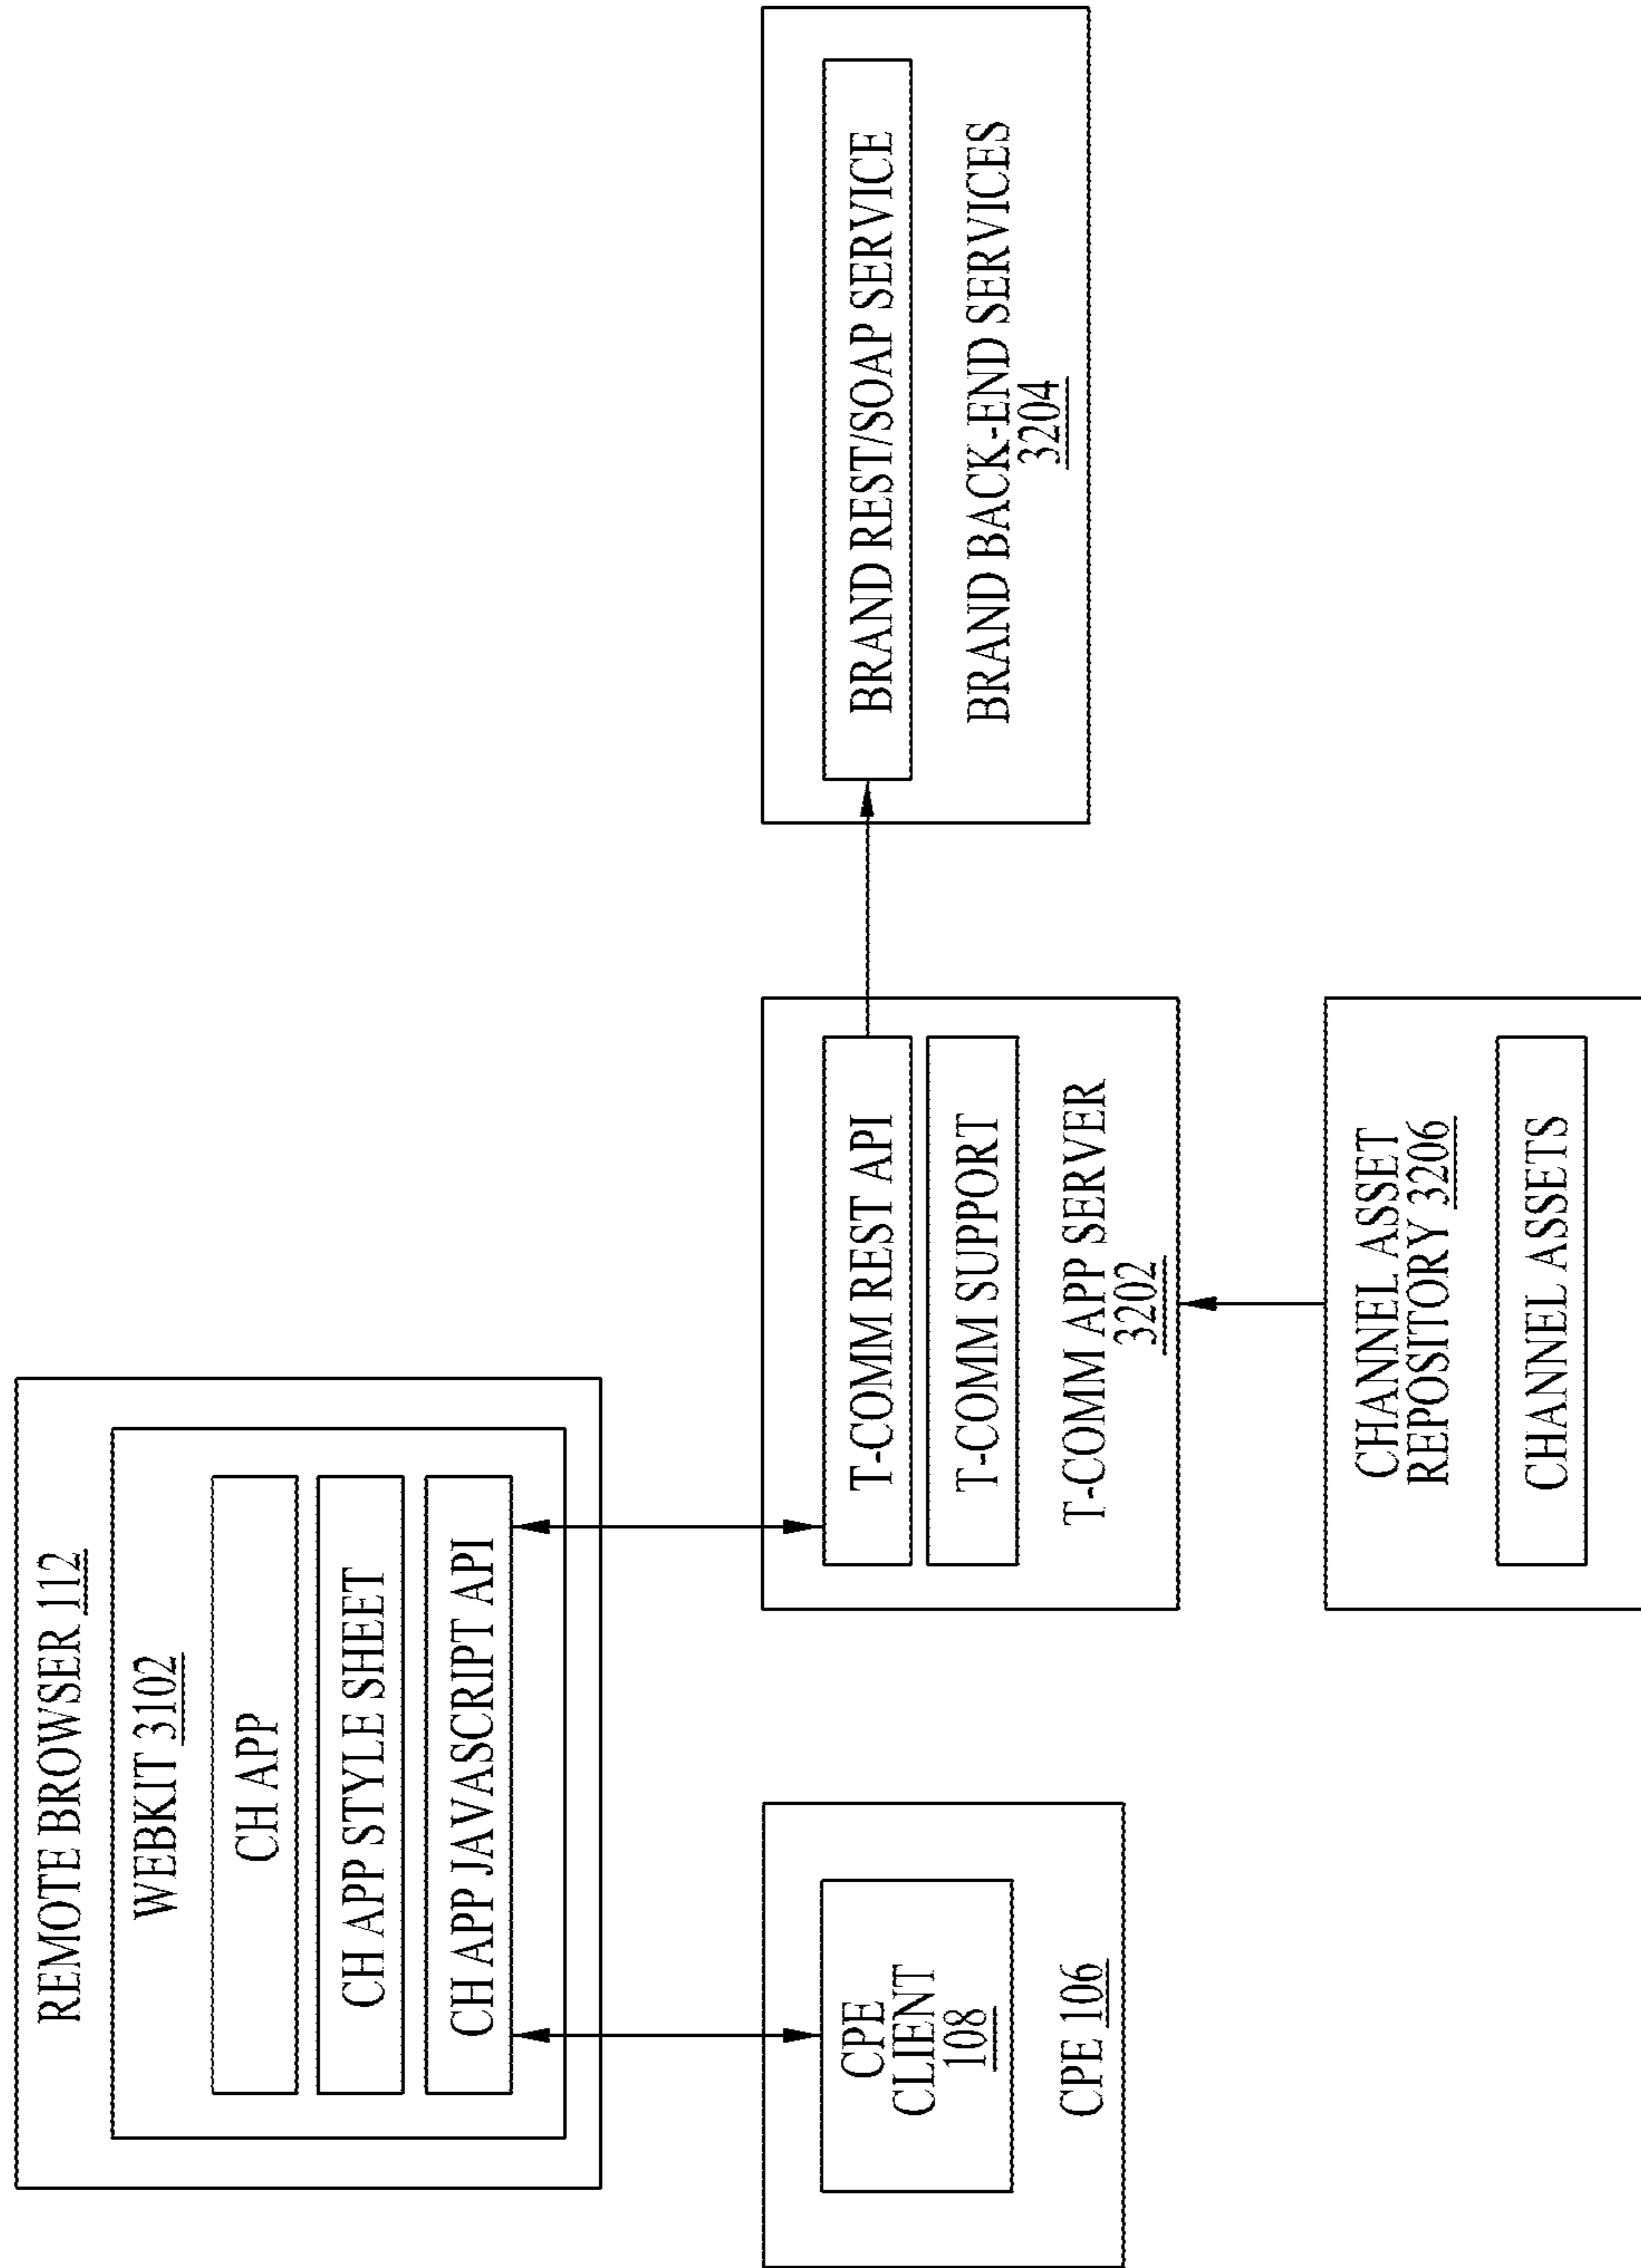 REMOTE BROWSER 112
WEBKIT 3102
CH APP
CH APP STYLE SHEET
CH APP JAVASCRIPT API
CPE
CLIENT
108
CPE 106
T-COMM REST API
T-COMM SUPPORT
T-COMM APP SERVER
3202
BRAND REST/SOAP SERVICE
BRAND BACK-END SERVICES
3204
CHANNEL ASSET
REPOSITORY 3206
CHANNEL ASSETS